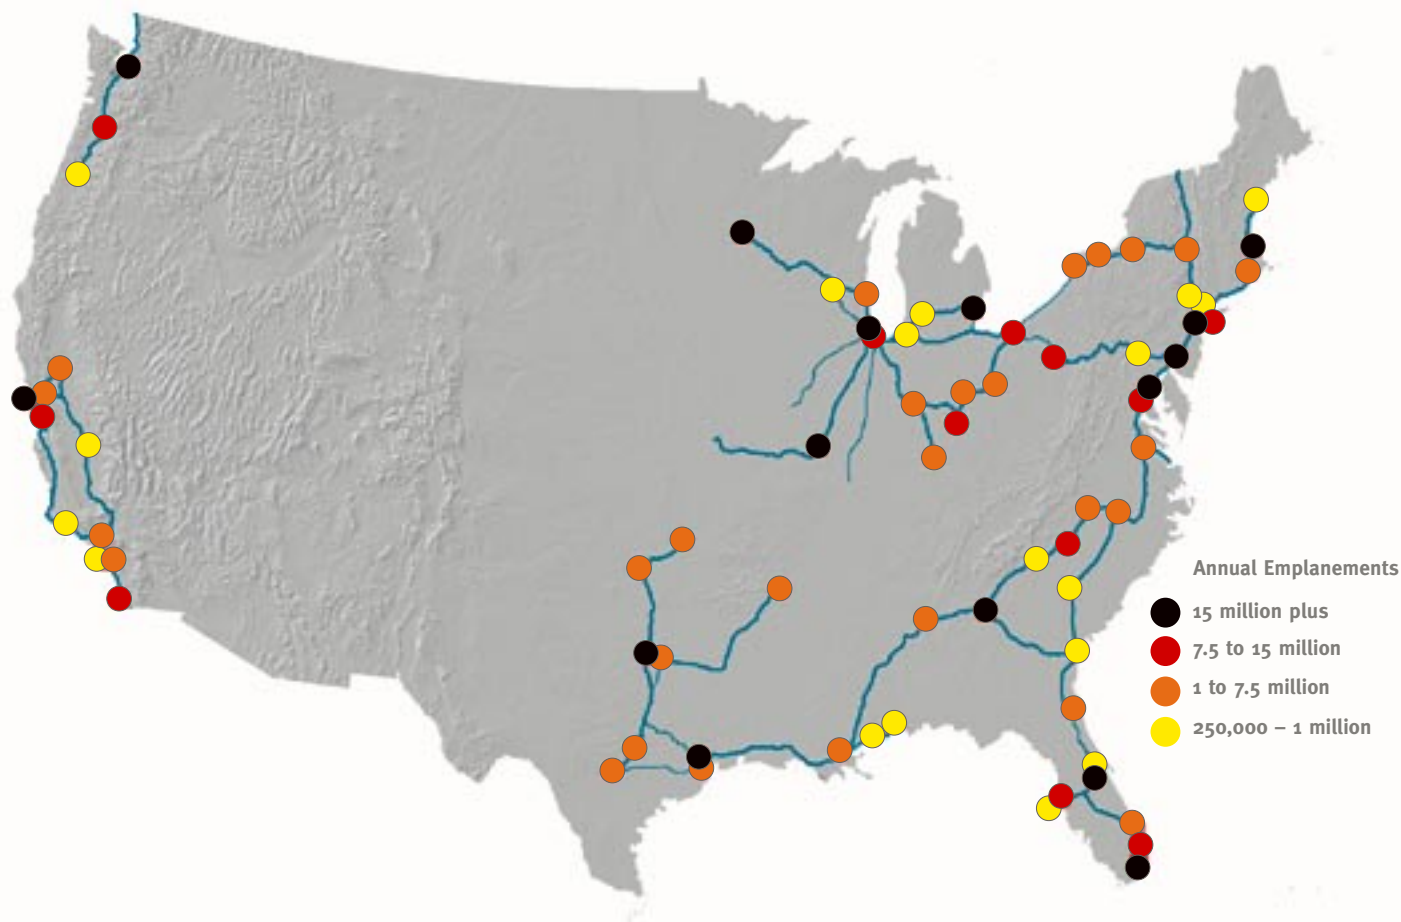 Annual Emplanements
15 million plus
7.5 to 15 million
1 to 7.5 million
250,000 – 1 million